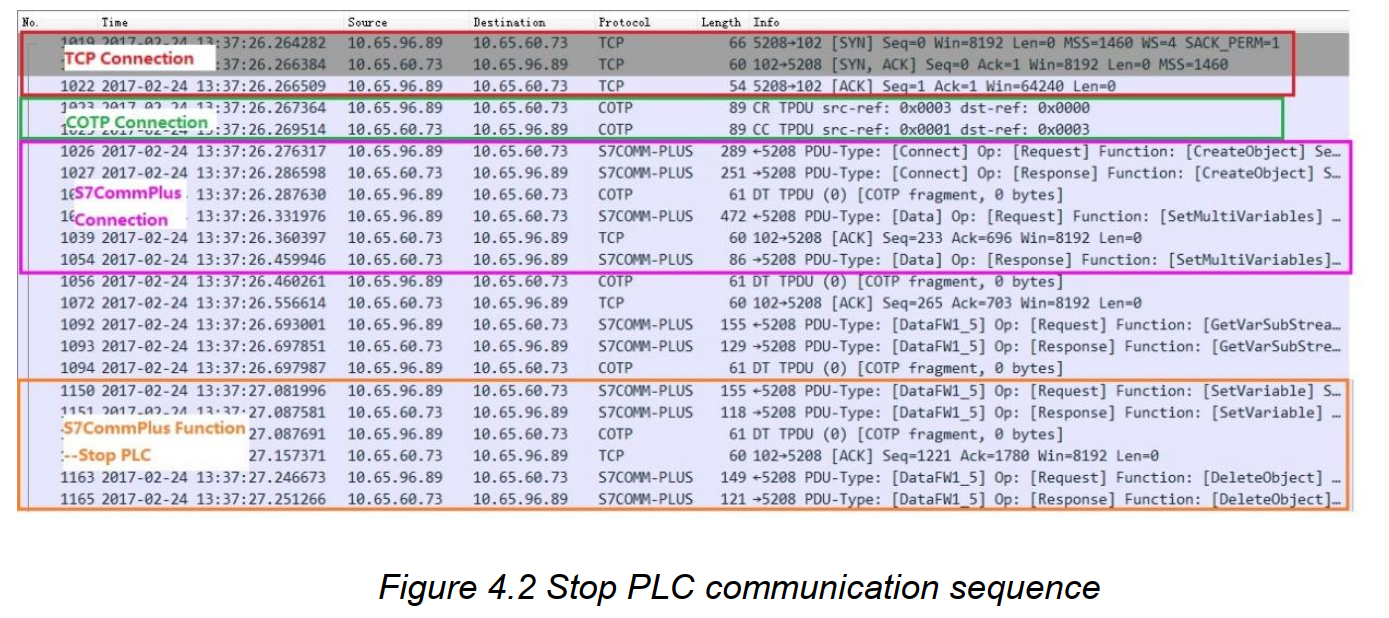 No. Time Source Destination Protocol Length Info
1019 2017-02-24 13:37:26.264282 10.65.96.89 10.65.60.73 TCP 66 5208→102 [SYN] Seq=0 Win=8192 Len=0 MSS=1460 WS=4 SACK_PERM=1
TCP Connection :37:26.266384 10.65.60.73 10.65.96.89 TCP 60 102→5208 [SYN, ACK] Seq=0 Ack=1 Win=8192 Len=0 MSS=1460
1022 2017-02-24 13:37:26.266509 10.65.96.89 10.65.60.73 TCP 54 5208→102 [ACK] Seq=1 Ack=1 Win=64240 Len=0
1023 2017-02-24 13:37:26.267364 10.65.96.89 10.65.60.73 COTP 89 CR TPDU src-ref: 0x0003 dst-ref: 0x0000
COTP Connection :37:26.269514 10.65.60.73 10.65.96.89 COTP 89 CC TPDU src-ref: 0x0001 dst-ref: 0x0003
1026 2017-02-24 13:37:26.276317 10.65.96.89 10.65.60.73 S7COMM-PLUS 289 ←5208 PDU-Type: [Connect] Op: [Request] Function: [CreateObject] Se…
1027 2017-02-24 13:37:26.286598 10.65.60.73 10.65.96.89 S7COMM-PLUS 251 →5208 PDU-Type: [Connect] Op: [Response] Function: [CreateObject] S…
S7CommPlus 13:37:26.287630 10.65.96.89 10.65.60.73 COTP 61 DT TPDU (0) [COTP fragment, 0 bytes]
Connection 13:37:26.331976 10.65.96.89 10.65.60.73 S7COMM-PLUS 472 ←5208 PDU-Type: [Data] Op: [Request] Function: [SetMultiVariables] …
1039 2017-02-24 13:37:26.360397 10.65.60.73 10.65.96.89 TCP 60 102→5208 [ACK] Seq=233 Ack=696 Win=8192 Len=0
1054 2017-02-24 13:37:26.459946 10.65.60.73 10.65.96.89 S7COMM-PLUS 86 →5208 PDU-Type: [Data] Op: [Response] Function: [SetMultiVariables]…
1056 2017-02-24 13:37:26.460261 10.65.96.89 10.65.60.73 COTP 61 DT TPDU (0) [COTP fragment, 0 bytes]
1072 2017-02-24 13:37:26.556614 10.65.60.73 10.65.96.89 TCP 60 102→5208 [ACK] Seq=265 Ack=703 Win=8192 Len=0
1092 2017-02-24 13:37:26.693001 10.65.96.89 10.65.60.73 S7COMM-PLUS 155 ←5208 PDU-Type: [DataFW1_5] Op: [Request] Function: [GetVarSubStrea…
1093 2017-02-24 13:37:26.697851 10.65.60.73 10.65.96.89 S7COMM-PLUS 129 →5208 PDU-Type: [DataFW1_5] Op: [Response] Function: [GetVarSubStre…
1094 2017-02-24 13:37:26.697987 10.65.96.89 10.65.60.73 COTP 61 DT TPDU (0) [COTP fragment, 0 bytes]
1150 2017-02-24 13:37:27.081996 10.65.96.89 10.65.60.73 S7COMM-PLUS 155 ←5208 PDU-Type: [DataFW1_5] Op: [Request] Function: [SetVariable] S…
1151 2017-02-24 13:37:27.087581 10.65.60.73 10.65.96.89 S7COMM-PLUS 118 →5208 PDU-Type: [DataFW1_5] Op: [Response] Function: [SetVariable] …
S7CommPlus Function 27.087691 10.65.96.89 10.65.60.73 COTP 61 DT TPDU (0) [COTP fragment, 0 bytes]
--Stop PLC 27.157371 10.65.60.73 10.65.96.89 TCP 60 102→5208 [ACK] Seq=1221 Ack=1780 Win=8192 Len=0
1163 2017-02-24 13:37:27.246673 10.65.96.89 10.65.60.73 S7COMM-PLUS 149 ←5208 PDU-Type: [DataFW1_5] Op: [Request] Function: [DeleteObject] …
1165 2017-02-24 13:37:27.251266 10.65.60.73 10.65.96.89 S7COMM-PLUS 121 →5208 PDU-Type: [DataFW1_5] Op: [Response] Function: [DeleteObject]…
Figure 4.2 Stop PLC communication sequence